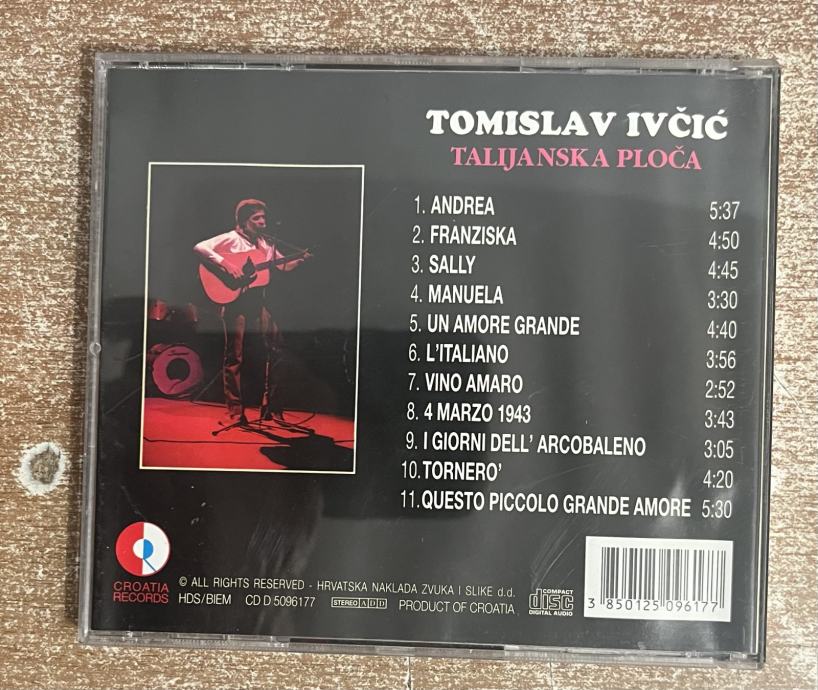 TOMISLAV IVČIĆ
TALIJANSKA PLOČA
1. ANDREA 5:37
2. FRANZISKA 4:50
3. SALLY 4:45
4. MANUELA 3:30
5. UN AMORE GRANDE 4:40
6. L'ITALIANO 3:56
7. VINO AMARO 2:52
8. 4 MARZO 1943 3:43
9. I GIORNI DELL' ARCOBALENO 3:05
10. TORNERO' 4:20
11. QUESTO PICCOLO GRANDE AMORE 5:30
CROATIA
RECORDS
© ALL RIGHTS RESERVED - HRVATSKA NAKLADA ZVUKA I SLIKE d.d.
HDS/BIEM CD D 5096177 STEREO A D D PRODUCT OF CROATIA
COMPACT
disc
DIGITAL AUDIO
3 850125 096177